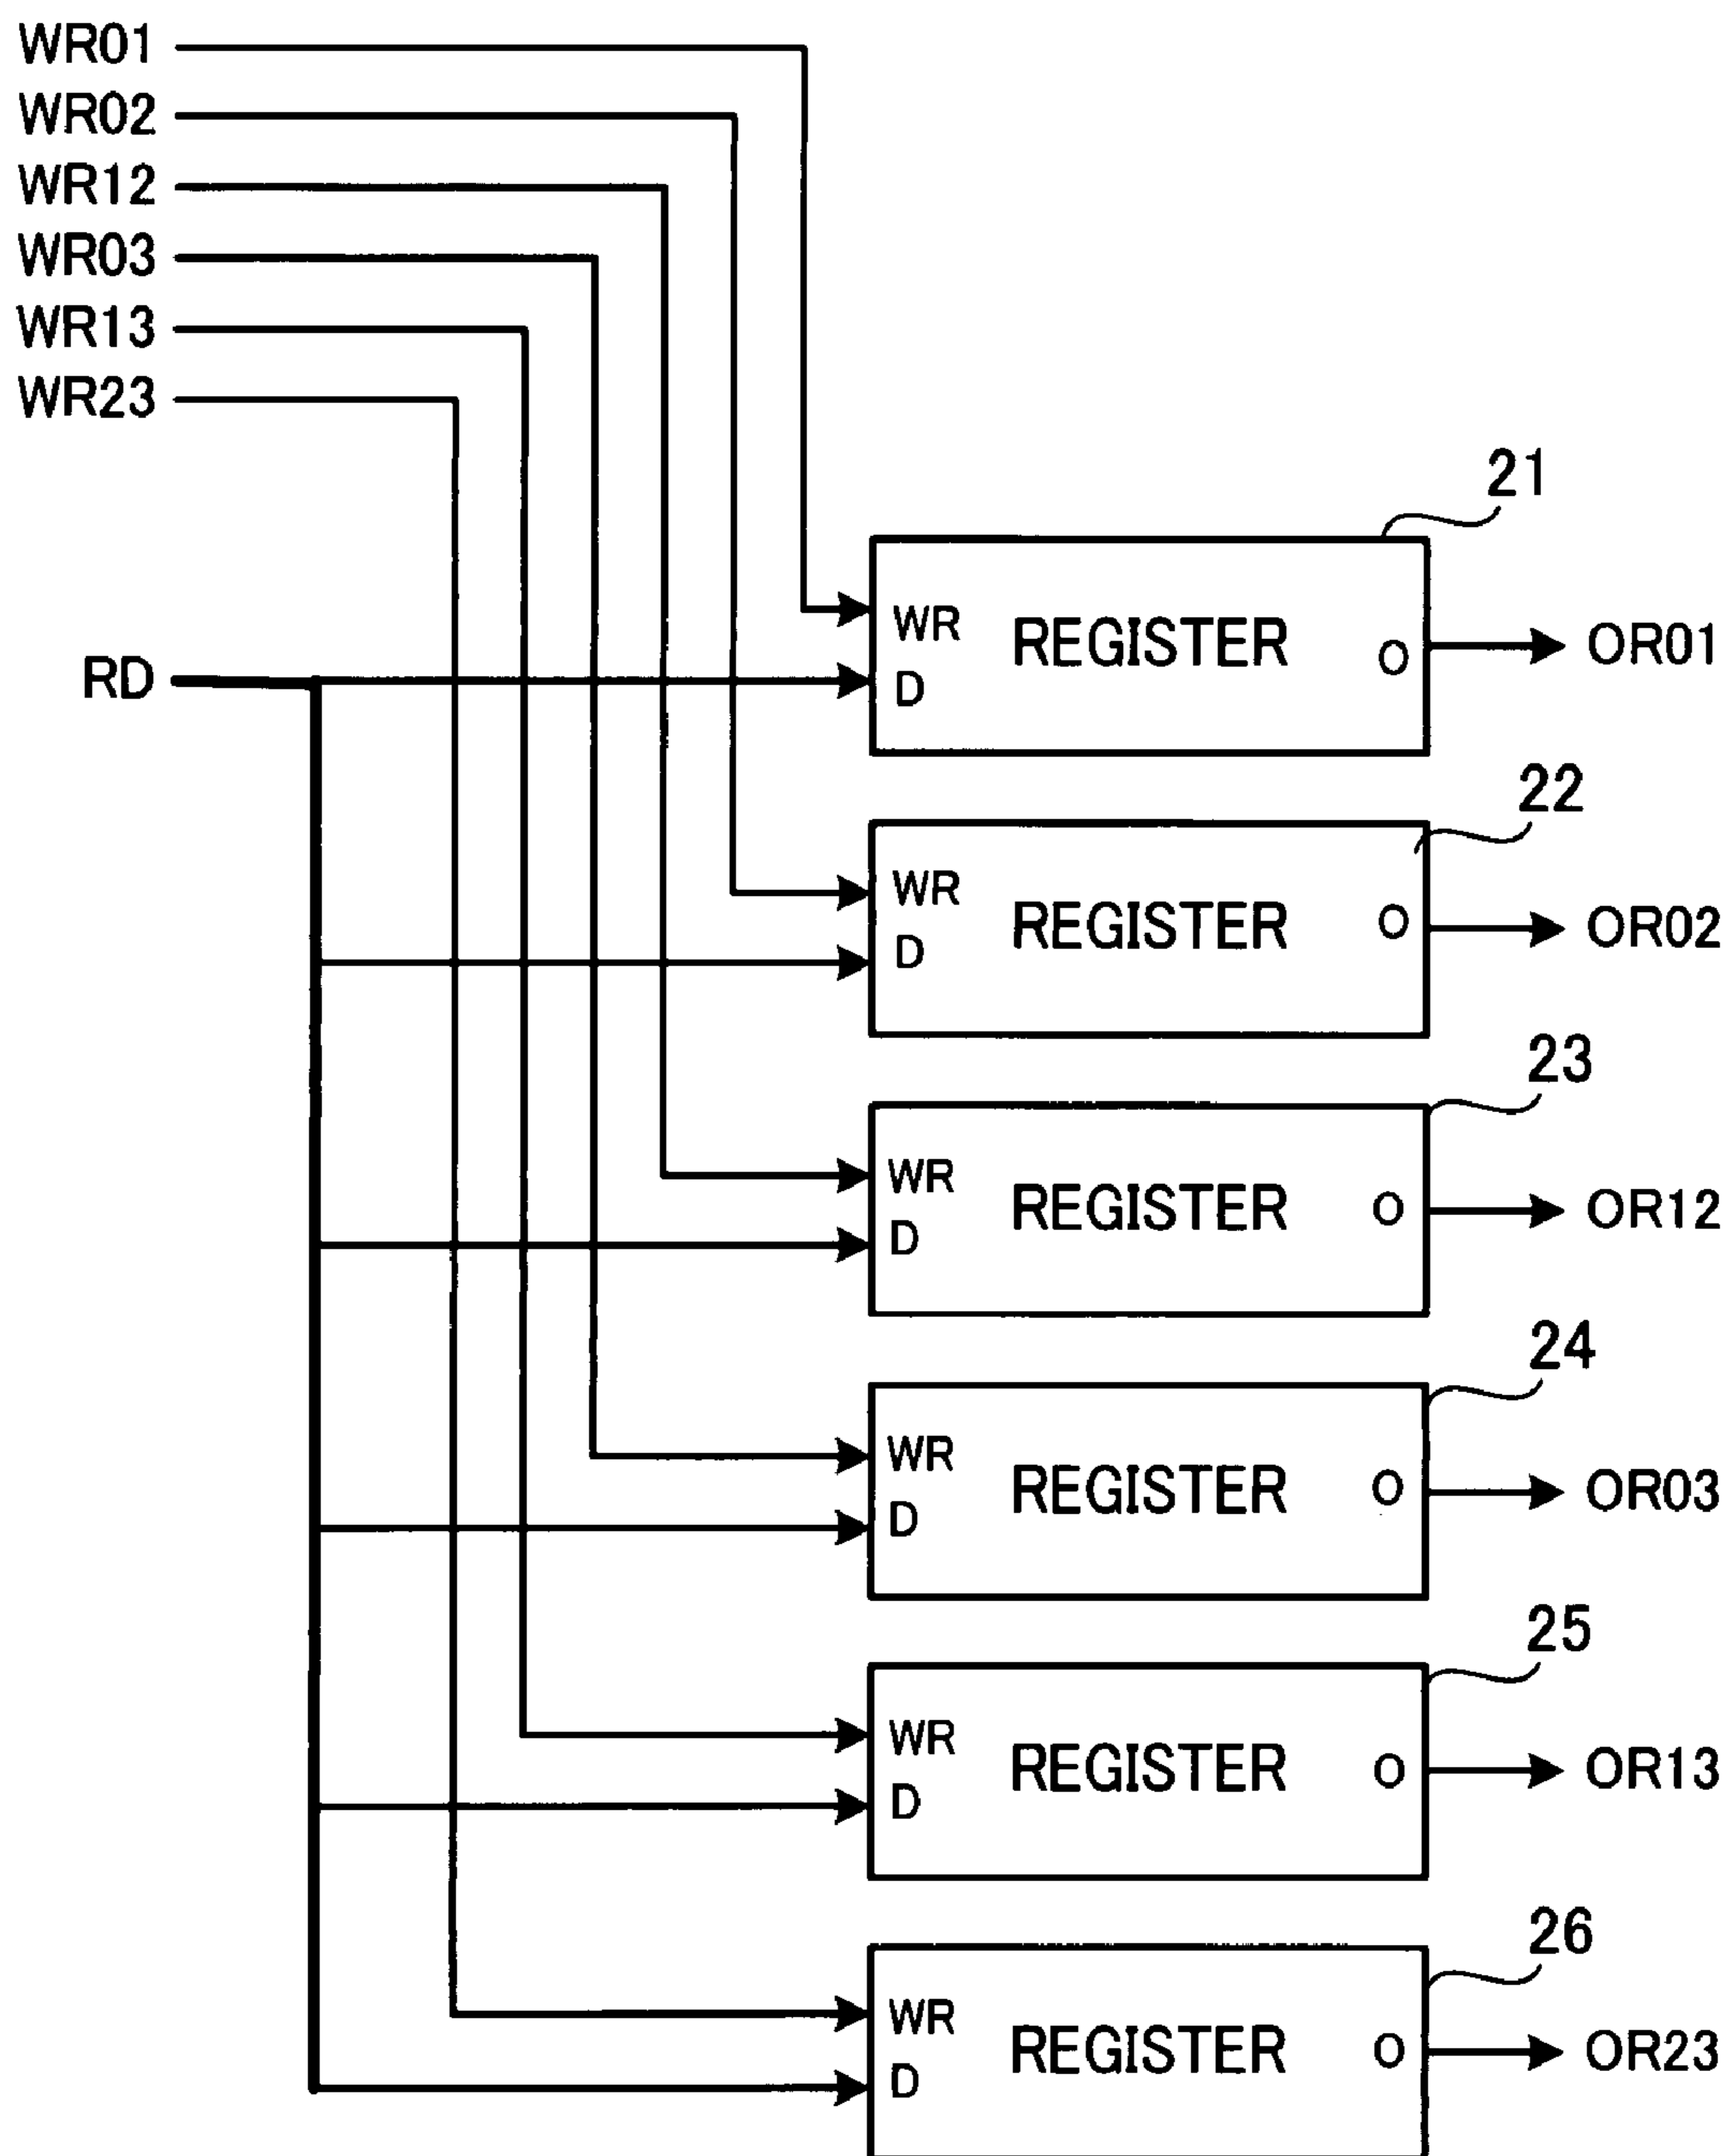 WR01
WR02
WR12
WR03
WR13
WR23
RD
21
WR REGISTER O OR01
D
22
WR REGISTER O OR02
D
23
WR REGISTER O OR12
D
24
WR REGISTER O OR03
D
25
WR REGISTER O OR13
D
26
WR REGISTER O OR23
D